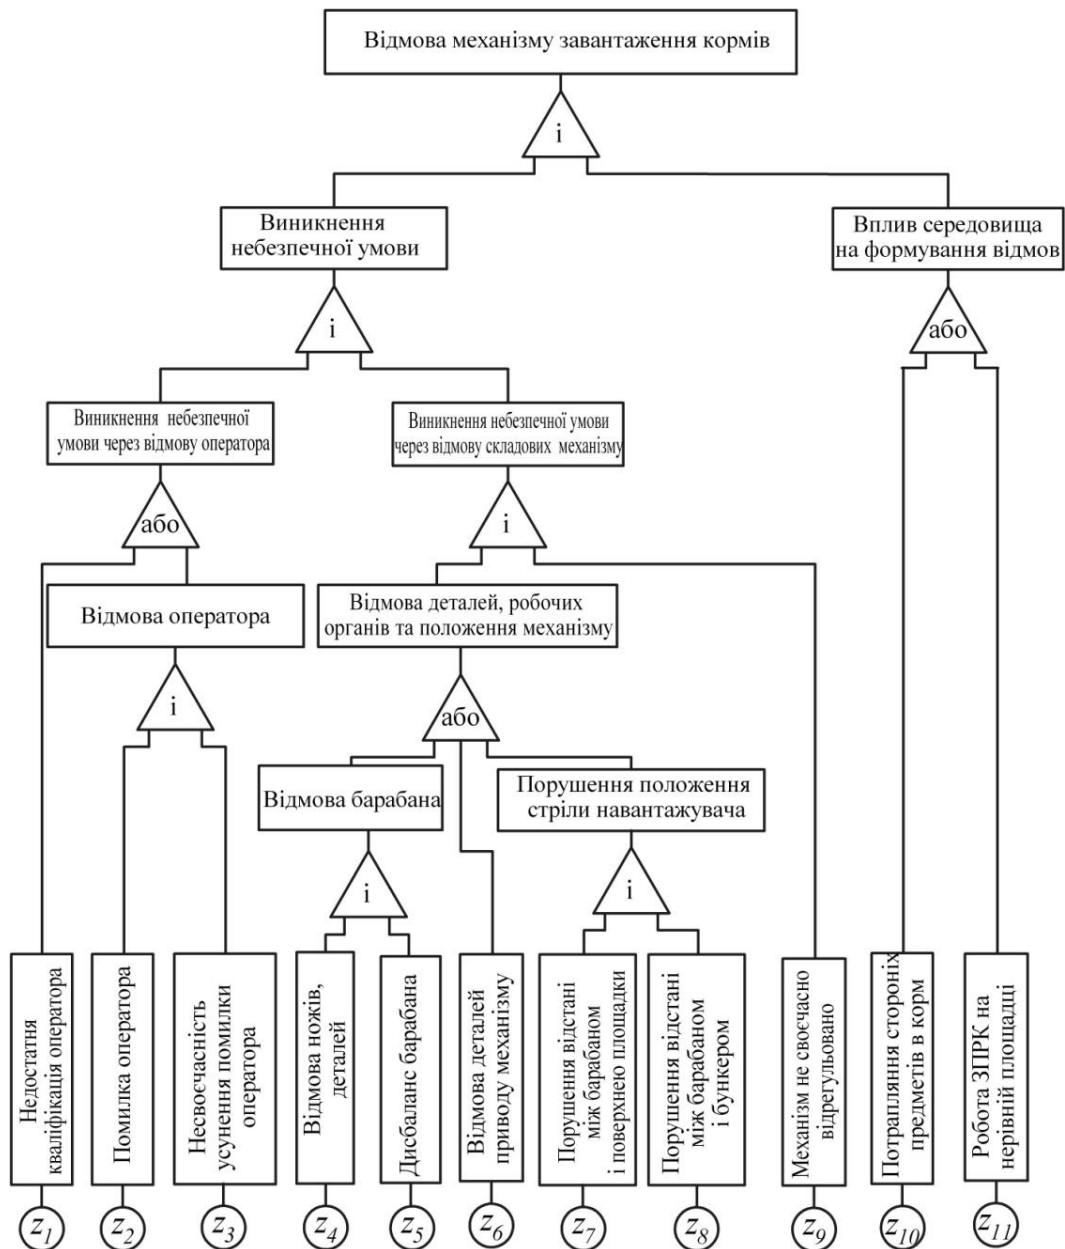 Відмова механізму завантаження кормів
і
Виникнення
небезпечної умови
Вплив середовища
на формування відмов
і
або
Виникнення небезпечної
умови через відмову оператора
Виникнення небезпечної умови
через відмову складових механізму
або
і
Відмова оператора
Відмова деталей, робочих
органів та положення механізму
і
або
Відмова барабана
Порушення положення
стріли навантажувача
і
і
Недостатня
кваліфікація оператора
Помилка оператора
Несвоєчасність
усунення помилки
оператора
Відмова ножів,
деталей
Дисбаланс барабана
Відмова деталей
приводу механізму
Порушення відстані
між барабаном
і поверхнею площадки
Порушення відстані
між барабаном
і бункером
Механізм не своєчасно
відрегульовано
Потрапляння сторонніх
предметів в корм
Робота ЗПРК на
нерівній площадці
z1
z2
z3
z4
z5
z6
z7
z8
z9
z10
z11